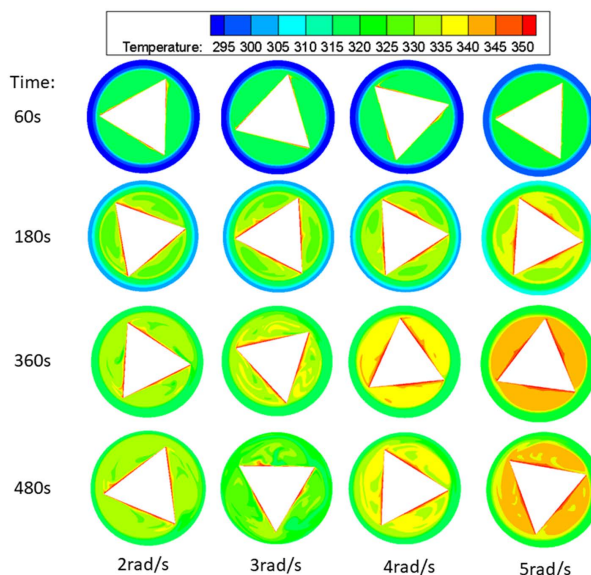 Temperature: 295 300 305 310 315 320 325 330 335 340 345 350
Time:
60s
180s
360s
480s
2rad/s 3rad/s 4rad/s 5rad/s